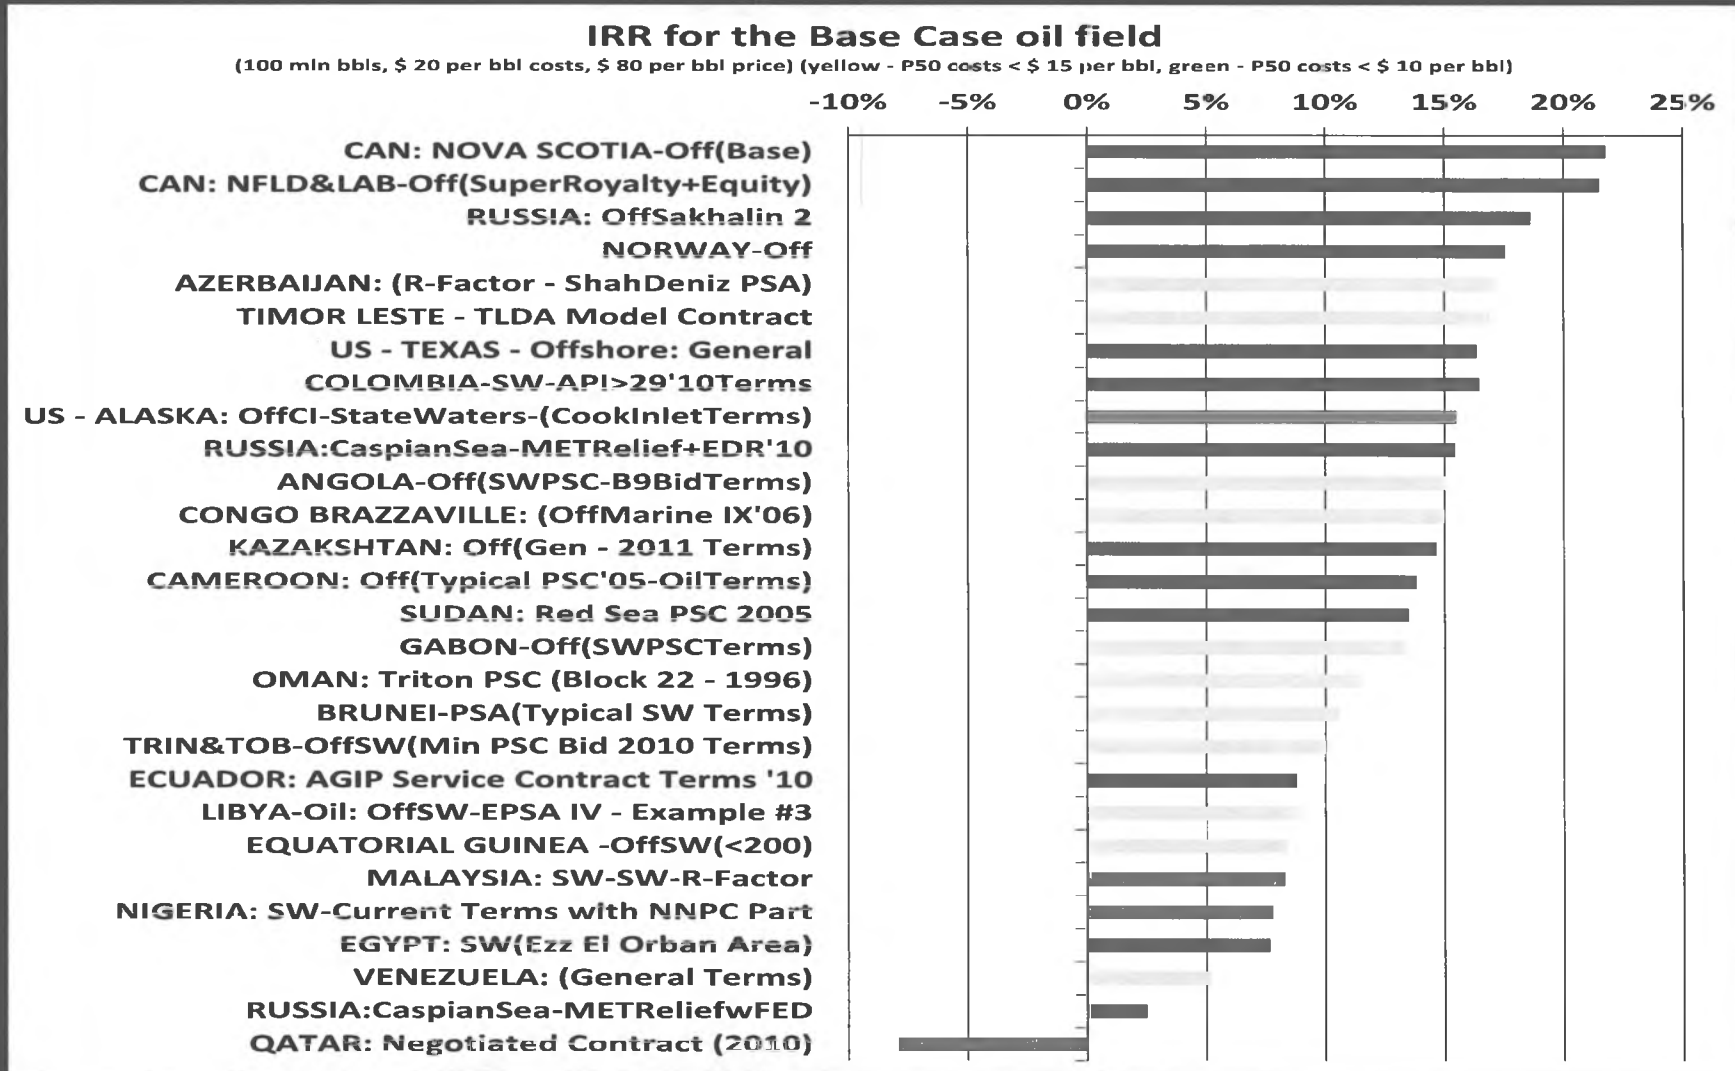 IRR for the Base Case oil field
(100 mln bbls, $ 20 per bbl costs, $ 80 per bbl price) (yellow - P50 costs < $ 15 per bbl, green - P50 costs < $ 10 per bbl)
-10% -5% 0% 5% 10% 15% 20% 25%
CAN: NOVA SCOTIA-Off(Base)
CAN: NFLD&LAB-Off(SuperRoyalty+Equity)
RUSSIA: OffSakhalin 2
NORWAY-Off
AZERBAIJAN: (R-Factor - ShahDeniz PSA)
TIMOR LESTE - TLDA Model Contract
US - TEXAS - Offshore: General
COLOMBIA-SW-API>29'10Terms
US - ALASKA: OffCI-StateWaters-(CookInletTerms)
RUSSIA:CaspianSea-METRelief+EDR'10
ANGOLA-Off(SWPSC-B9BidTerms)
CONGO BRAZZAVILLE: (OffMarine IX'06)
KAZAKSHTAN: Off(Gen - 2011 Terms)
CAMEROON: Off(Typical PSC'05-OilTerms)
SUDAN: Red Sea PSC 2005
GABON-Off(SWPSCTerms)
OMAN: Triton PSC (Block 22 - 1996)
BRUNEI-PSA(Typical SW Terms)
TRIN&TOB-OffSW(Min PSC Bid 2010 Terms)
ECUADOR: AGIP Service Contract Terms '10
LIBYA-Oil: OffSW-EPSA IV - Example #3
EQUATORIAL GUINEA -OffSW(<200)
MALAYSIA: SW-SW-R-Factor
NIGERIA: SW-Current Terms with NNPC Part
EGYPT: SW(Ezz El Orban Area)
VENEZUELA: (General Terms)
RUSSIA:CaspianSea-METReliefwFED
QATAR: Negotiated Contract (2010)